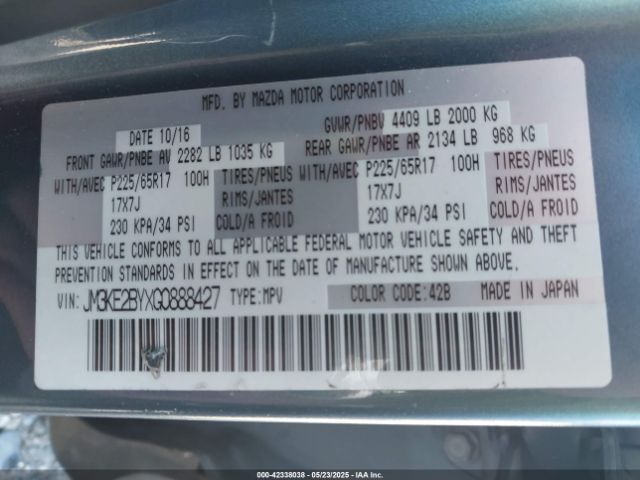 MFD. BY MAZDA MOTOR CORPORATION
DATE 10/16 GVWR/PNBV 4409 LB 2000 KG
FRONT GAWR/PNBE AV 2282 LB 1035 KG REAR GAWR/PNBE AR 2134 LB 968 KG
WITH/AVEC P225/65R17 100H TIRES/PNEUS WITH/AVEC P225/65R17 100H TIRES/PNEUS
17X7J RIMS/JANTES 17X7J RIMS/JANTES
230 KPA/34 PSI COLD/A FROID 230 KPA/34 PSI COLD/A FROID
THIS VEHICLE CONFORMS TO ALL APPLICABLE FEDERAL MOTOR VEHICLE SAFETY AND THEFT
PREVENTION STANDARDS IN EFFECT ON THE DATE OF MANUFACTURE SHOWN ABOVE.
VIN: JM3KE2BYXG0888427 TYPE:MPV COLOR CODE:42B MADE IN JAPAN
000-42338038 - 05/23/2025 - IAA Inc.